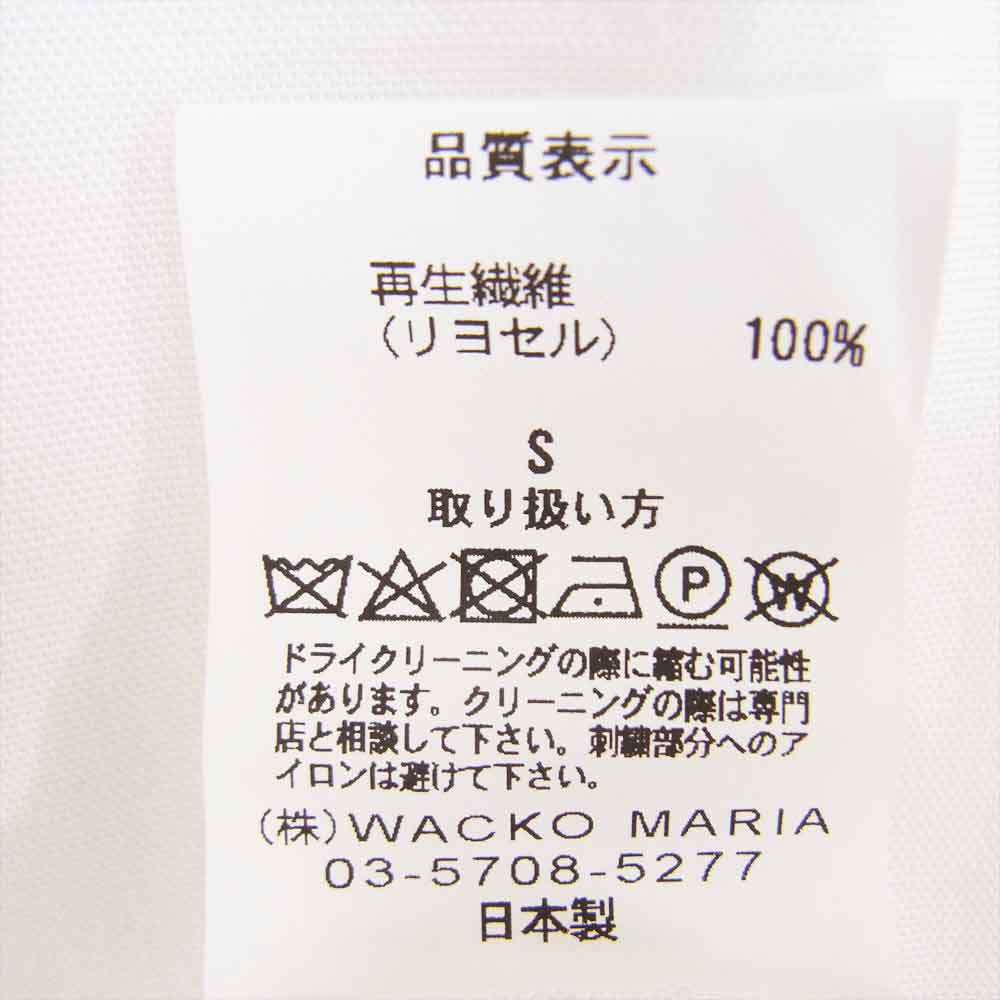 品質表示
再生繊維
（リヨセル） 100%
S
取り扱い方
P W
ドライクリーニングの際に縮む可能性
があります。クリーニングの際は専門
店と相談して下さい。刺繍部分へのア
イロンは避けて下さい。
（株）WACKO MARIA
03-5708-5277
日本製